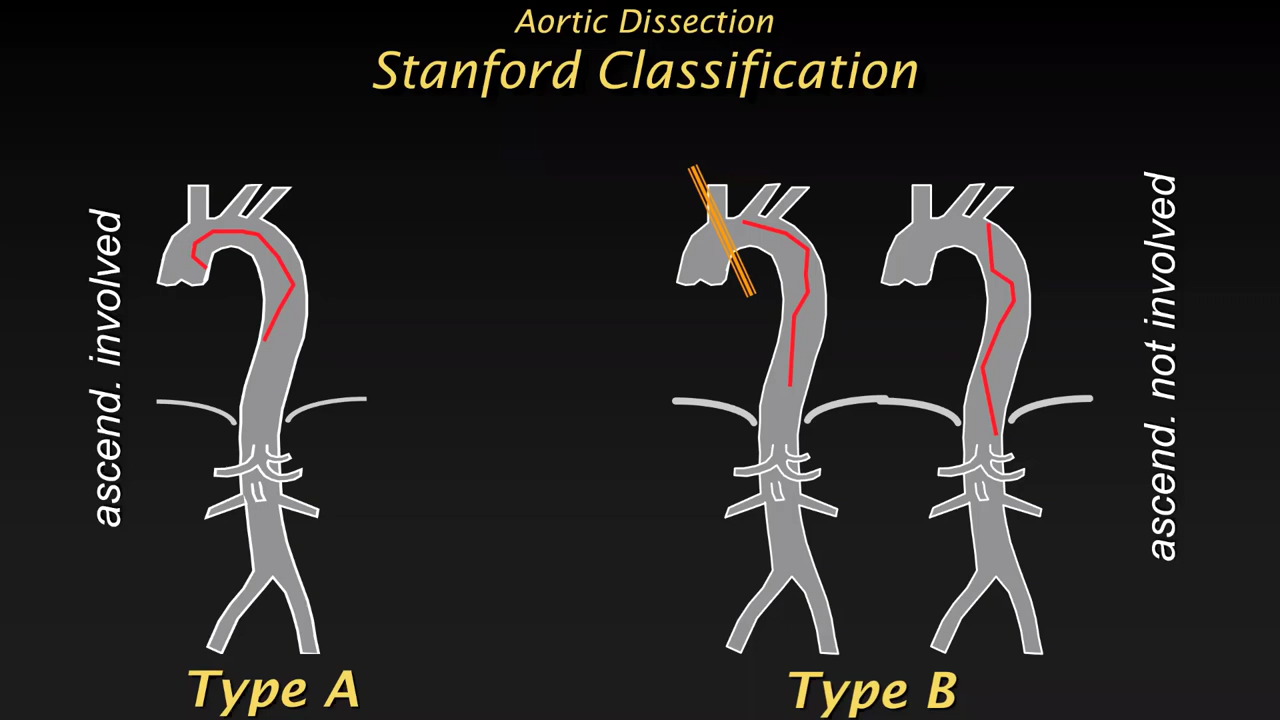 Aortic Dissection
Stanford Classification
ascend. involved
ascend. not involved
Type A
Type B